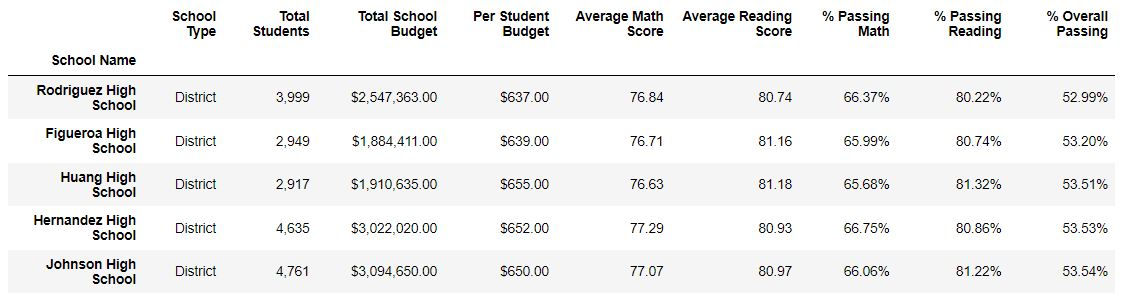 School Type Total Students Total School Budget Per Student Budget Average Math Score Average Reading Score % Passing Math % Passing Reading % Overall Passing
School Name
Rodriguez High School District 3,999 $2,547,363.00 $637.00 76.84 80.74 66.37% 80.22% 52.99%
Figueroa High School District 2,949 $1,884,411.00 $639.00 76.71 81.16 65.99% 80.74% 53.20%
Huang High School District 2,917 $1,910,635.00 $655.00 76.63 81.18 65.68% 81.32% 53.51%
Hernandez High School District 4,635 $3,022,020.00 $652.00 77.29 80.93 66.75% 80.86% 53.53%
Johnson High School District 4,761 $3,094,650.00 $650.00 77.07 80.97 66.06% 81.22% 53.54%